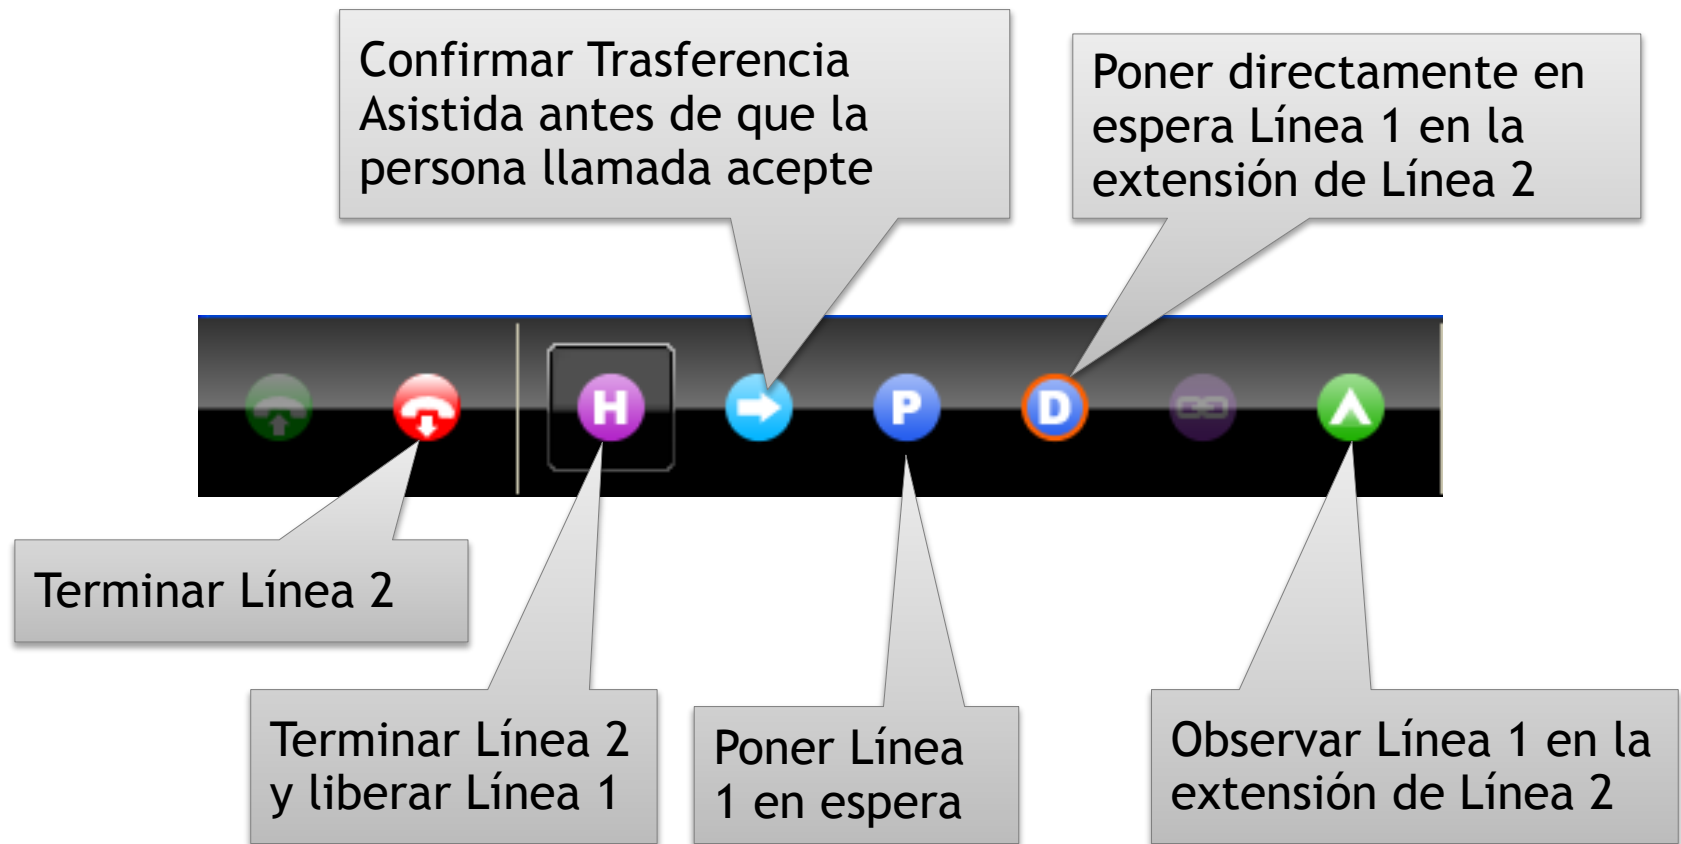 Confirmar Trasferencia
Asistida antes de que la
persona llamada acepte
Poner directamente en
espera Línea 1 en la
extensión de Línea 2
H
P
D
Terminar Línea 2
Terminar Línea 2
y liberar Línea 1
Poner Línea
1 en espera
Observar Línea 1 en la
extensión de Línea 2